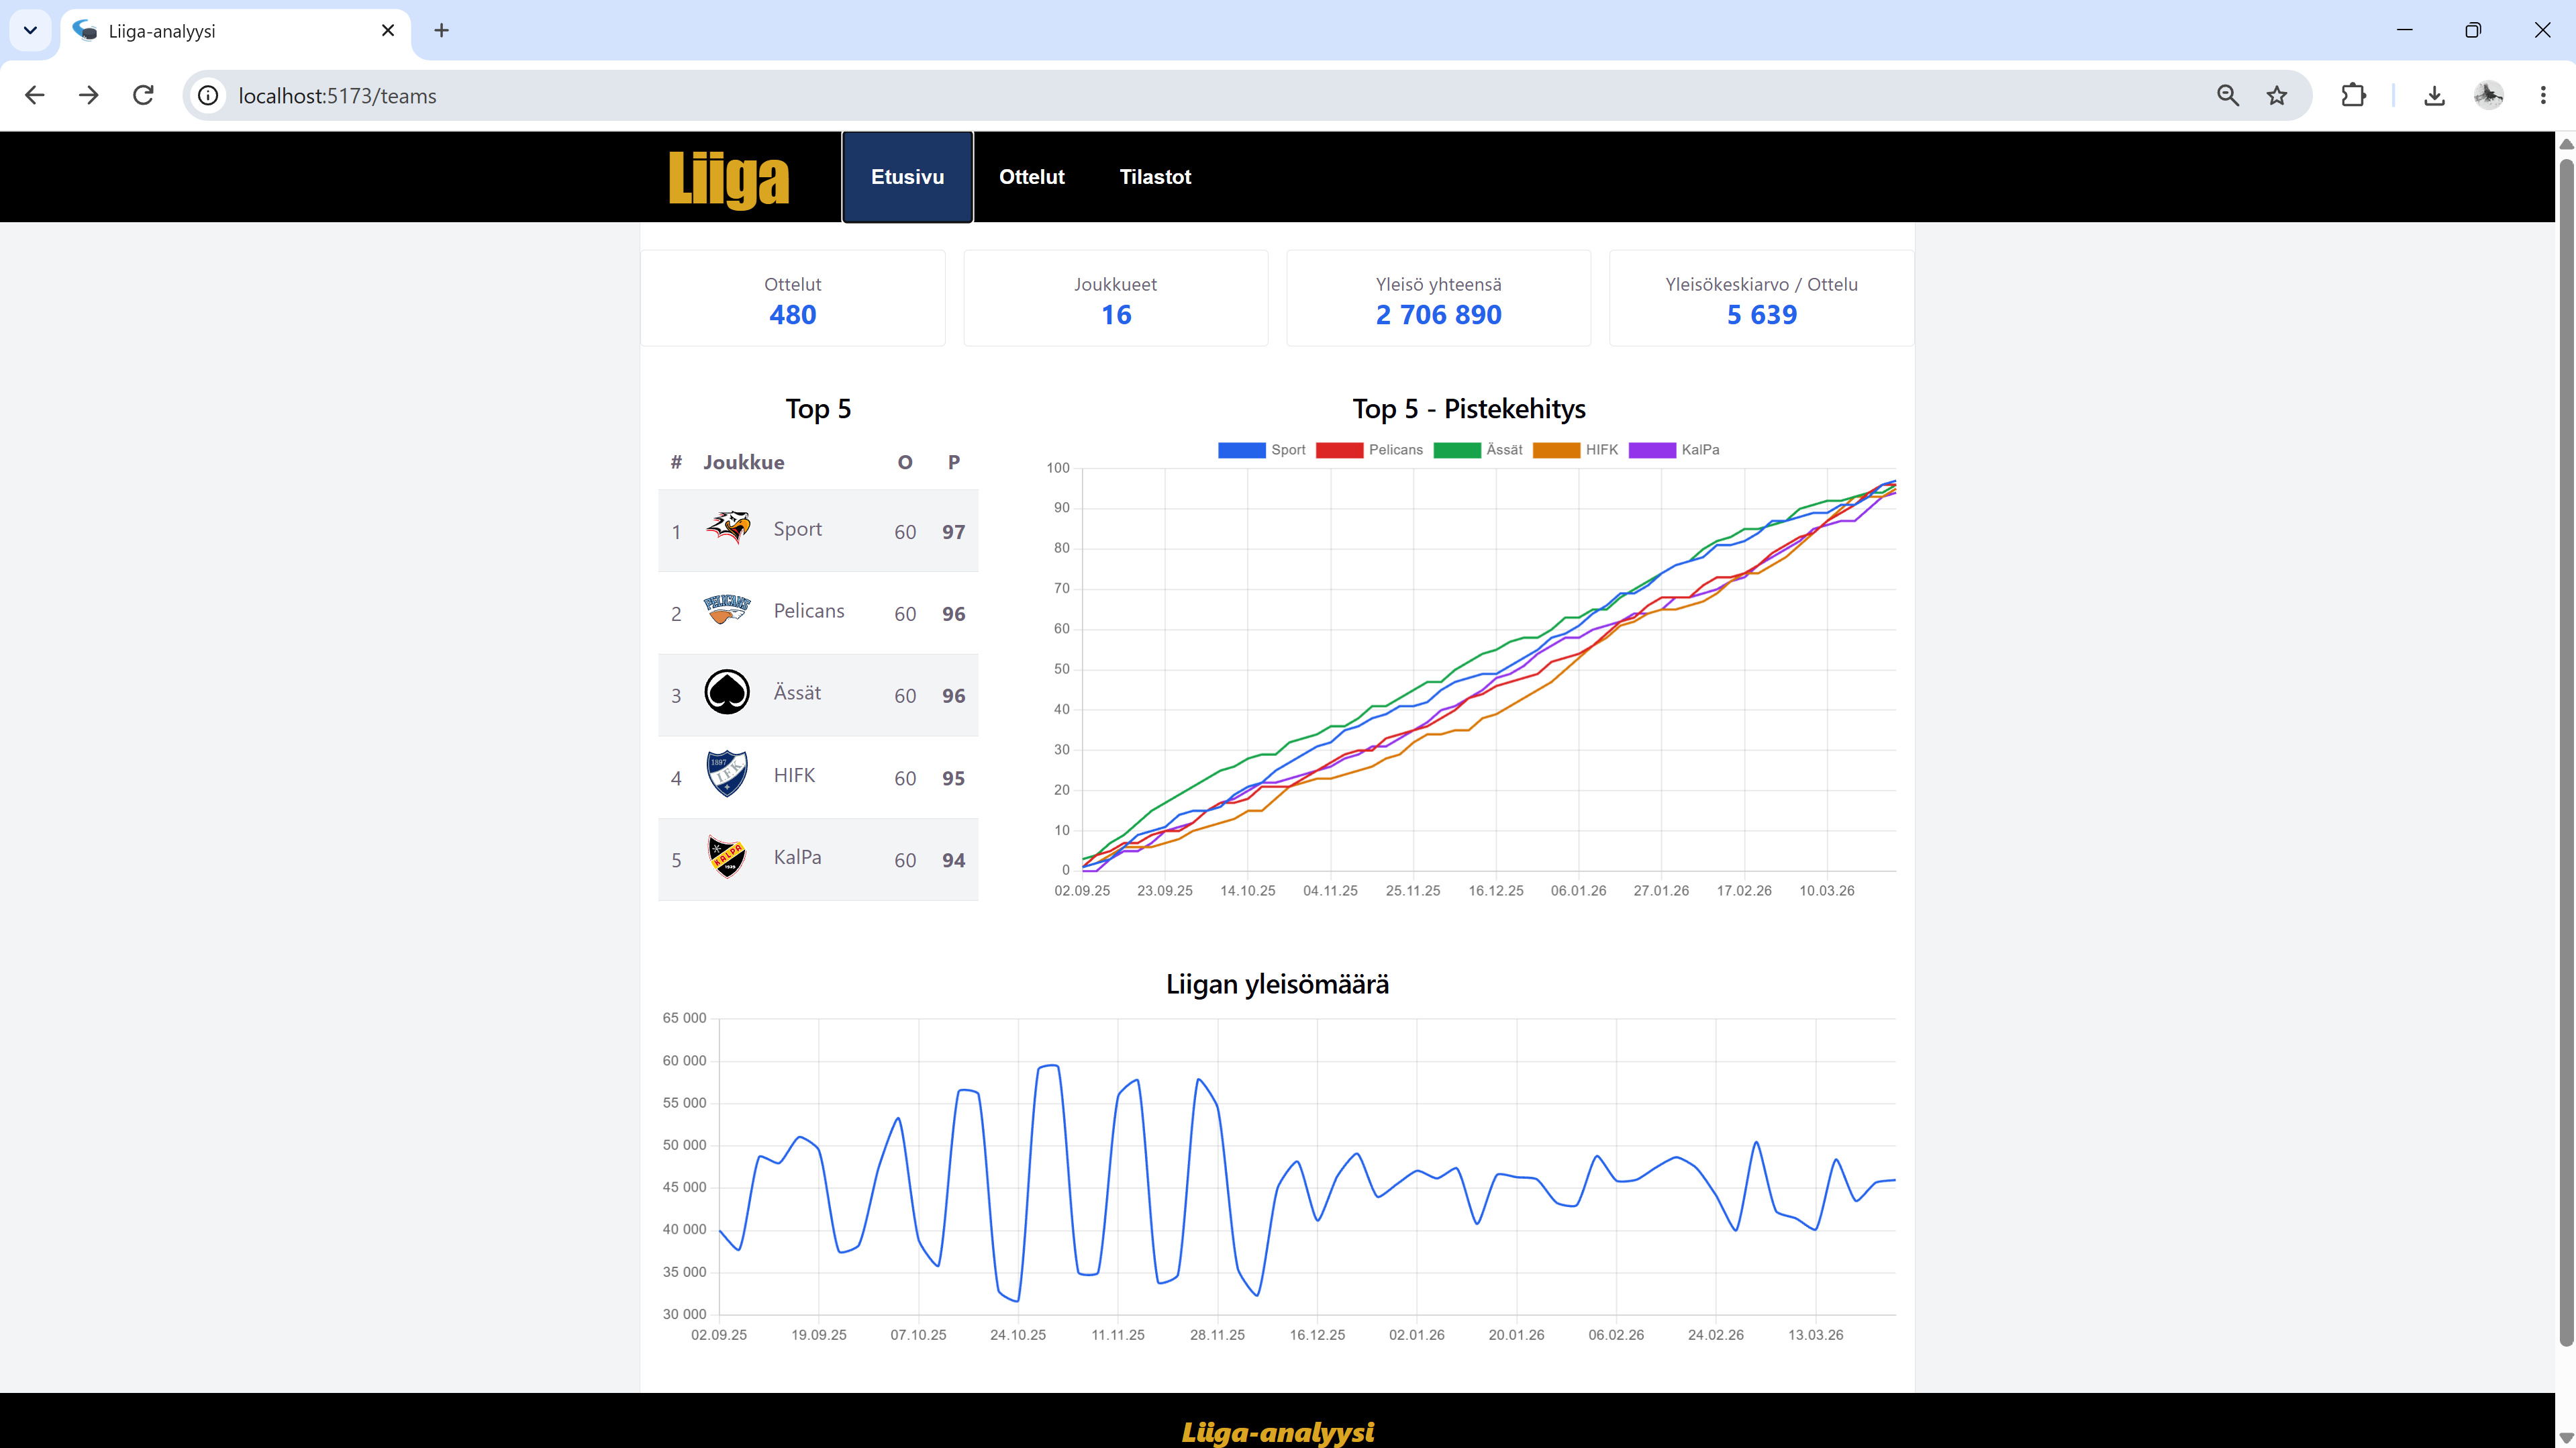 Liiga-analyysi
localhost:5173/teams
Liiga Etusivu Ottelut Tilastot
Ottelut Joukkueet Yleisö yhteensä Yleisökeskiarvo / Ottelu
480 16 2 706 890 5 639
Top 5
# Joukkue O P
1 Sport 60 97
2 PELICANS Pelicans 60 96
3 Ässät 60 96
4 1897 IFK HIFK 60 95
5 KALPA 1929 KalPa 60 94
Top 5 - Pistekehitys
Sport Pelicans Ässät HIFK KalPa
100
90
80
70
60
50
40
30
20
10
0
02.09.25 23.09.25 14.10.25 04.11.25 25.11.25 16.12.25 06.01.26 27.01.26 17.02.26 10.03.26
Liigan yleisömäärä
65 000
60 000
55 000
50 000
45 000
40 000
35 000
30 000
02.09.25 19.09.25 07.10.25 24.10.25 11.11.25 28.11.25 16.12.25 02.01.26 20.01.26 06.02.26 24.02.26 13.03.26
Liiga-analyysi